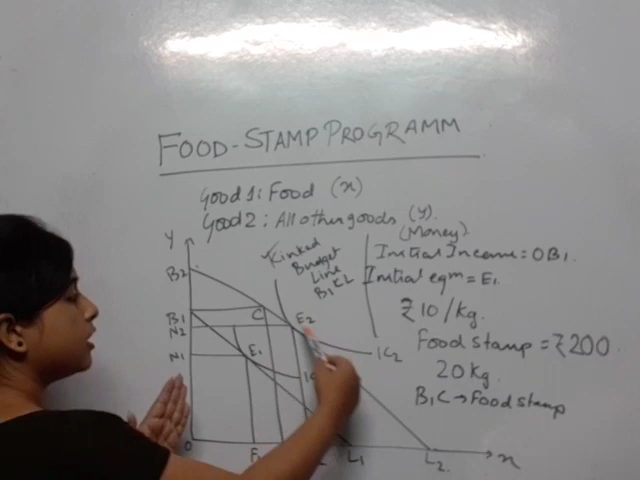 FOOD-STAMP PROGRAMM
Good 1: Food (x)
Good 2: All other goods (y)
(Money)
Initial Income = OB1
Initial eqm = E1
₹10/kg.
Food stamp = ₹200
20 kg
B1C → Food stamp
Kinked
Budget
Line
Y
B2
B1
N2
N1
C
E2
E1
IC2
O
L1
L2
x